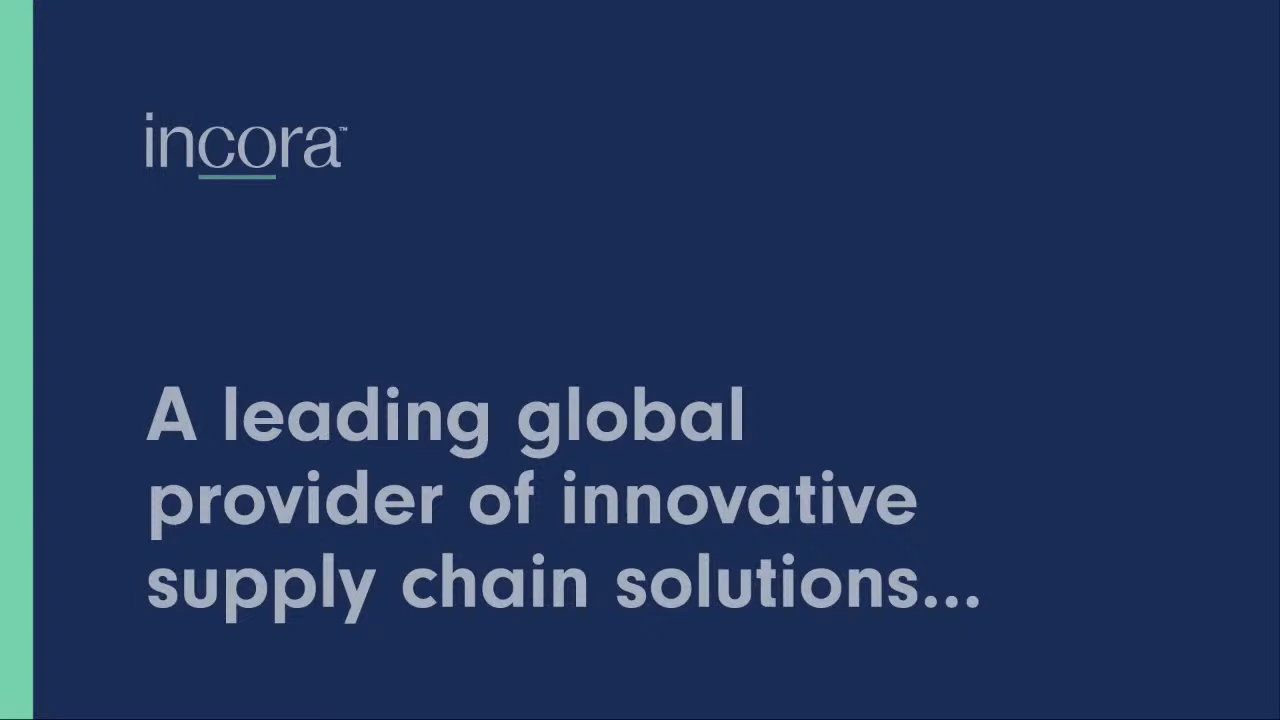 incora™
A leading global
provider of innovative
supply chain solutions...